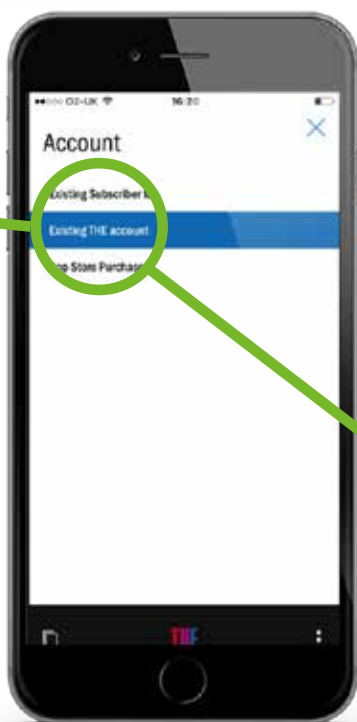 O2-UK 16:20
Account
Existing Subscriber
Existing THE account
Store Purchase
THE